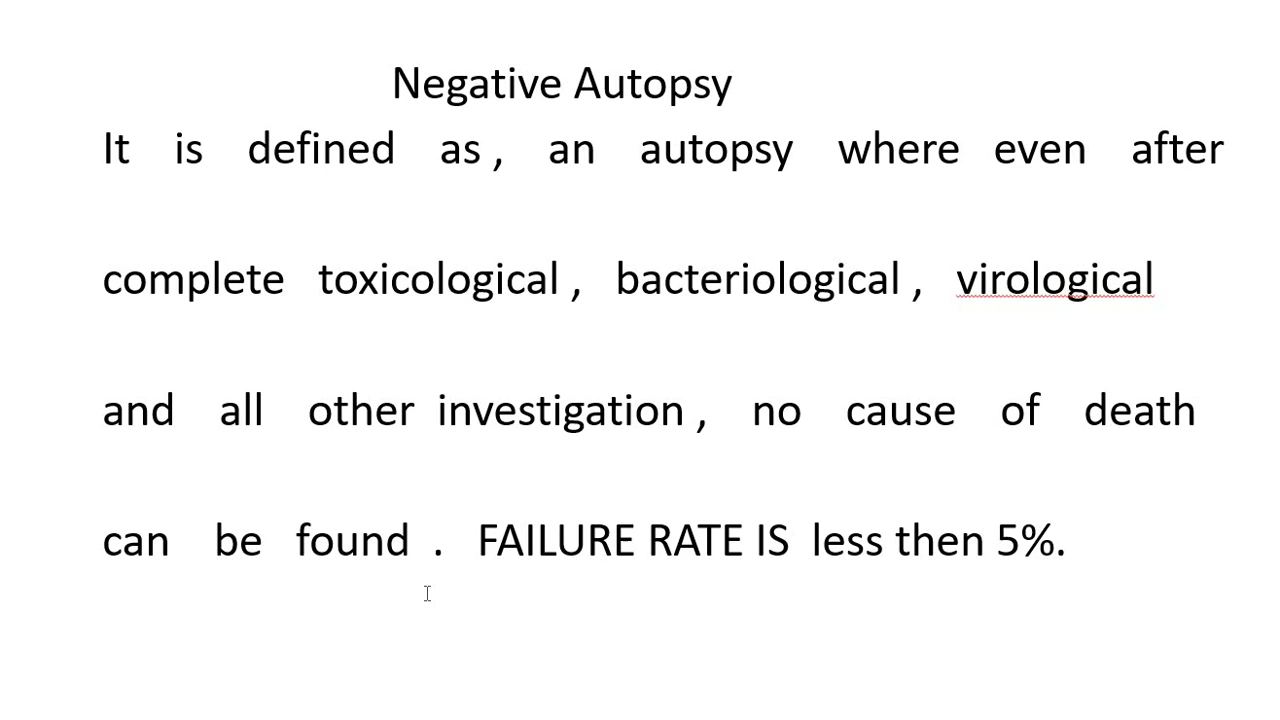 Negative Autopsy
It is defined as , an autopsy where even after
complete toxicological , bacteriological , virological
and all other investigation , no cause of death
can be found . FAILURE RATE IS less then 5%.